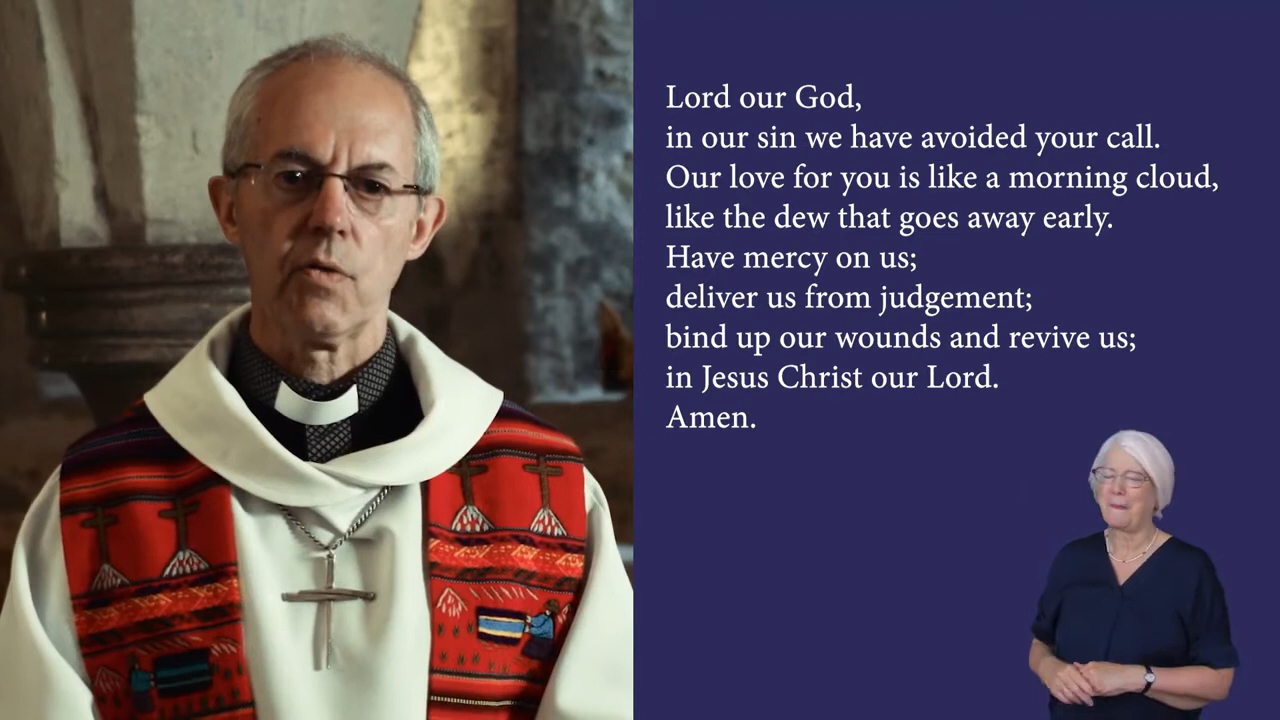 Lord our God,
in our sin we have avoided your call.
Our love for you is like a morning cloud,
like the dew that goes away early.
Have mercy on us;
deliver us from judgement;
bind up our wounds and revive us;
in Jesus Christ our Lord.
Amen.